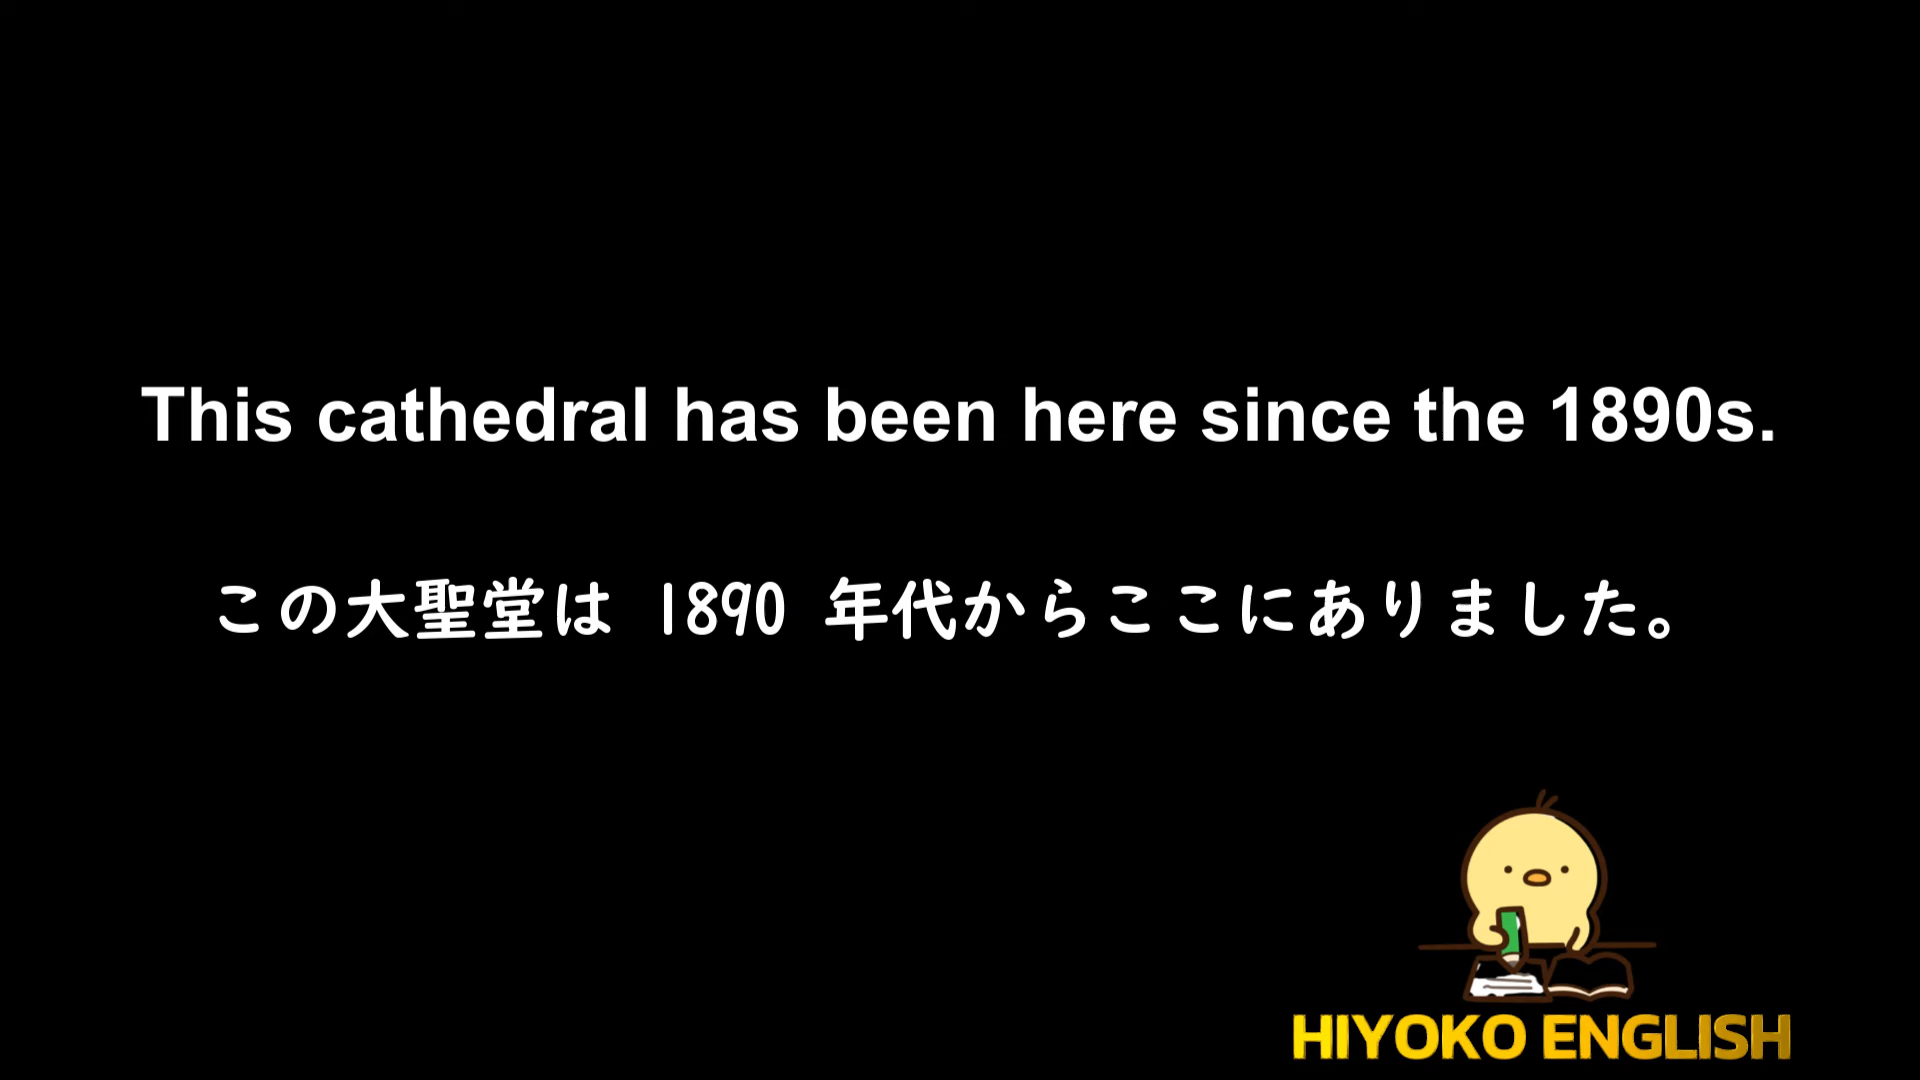 This cathedral has been here since the 1890s.
この大聖堂は 1890 年代からここにありました。
HIYOKO ENGLISH